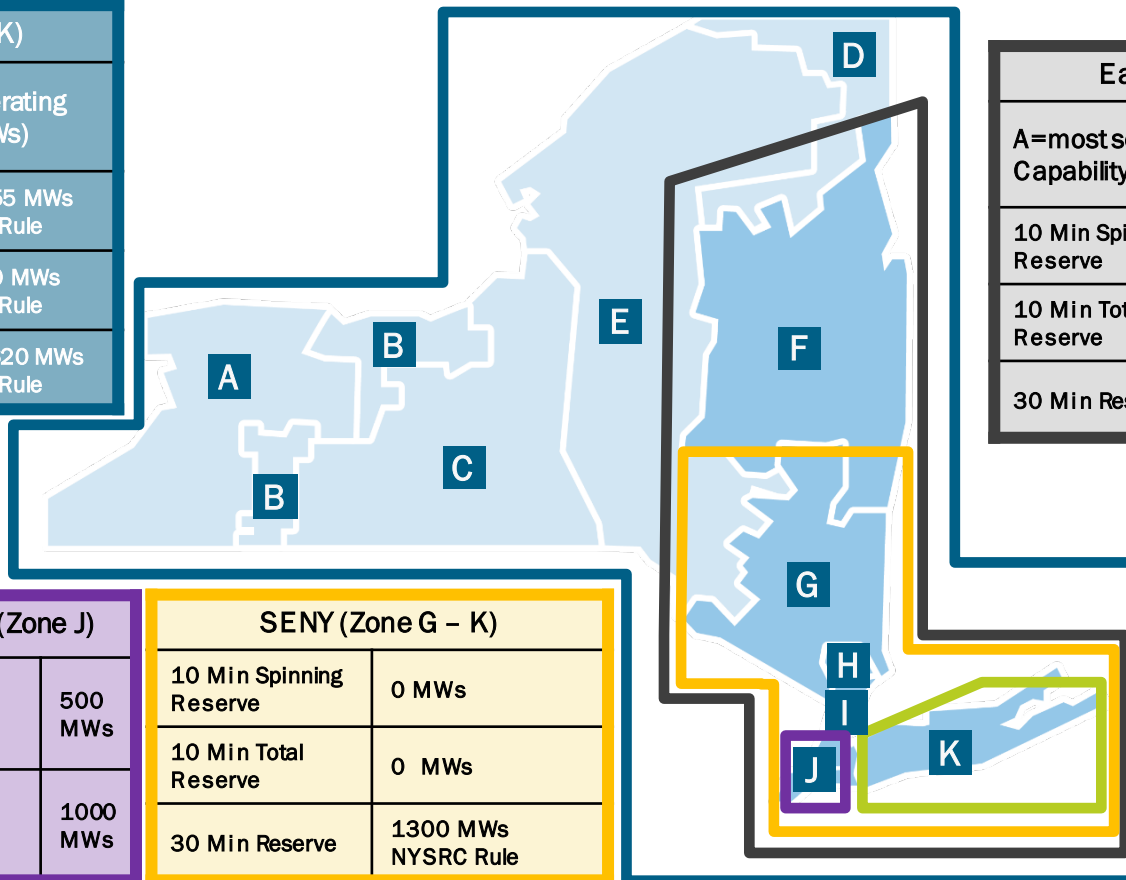 K)
rating
Ws)
55 MWs
Rule
0 MWs
Rule
20 MWs
Rule
D
Ea
A=most s
Capability
10 Min Spi
Reserve
10 Min Tot
Reserve
30 Min Res
E
B
F
A
C
B
G
H
I
K
J
(Zone J)
500
MWs
1000
MWs
SENY (Zone G – K)
10 Min Spinning
Reserve
0 MWs
10 Min Total
Reserve
0 MWs
30 Min Reserve
1300 MWs
NYSRC Rule